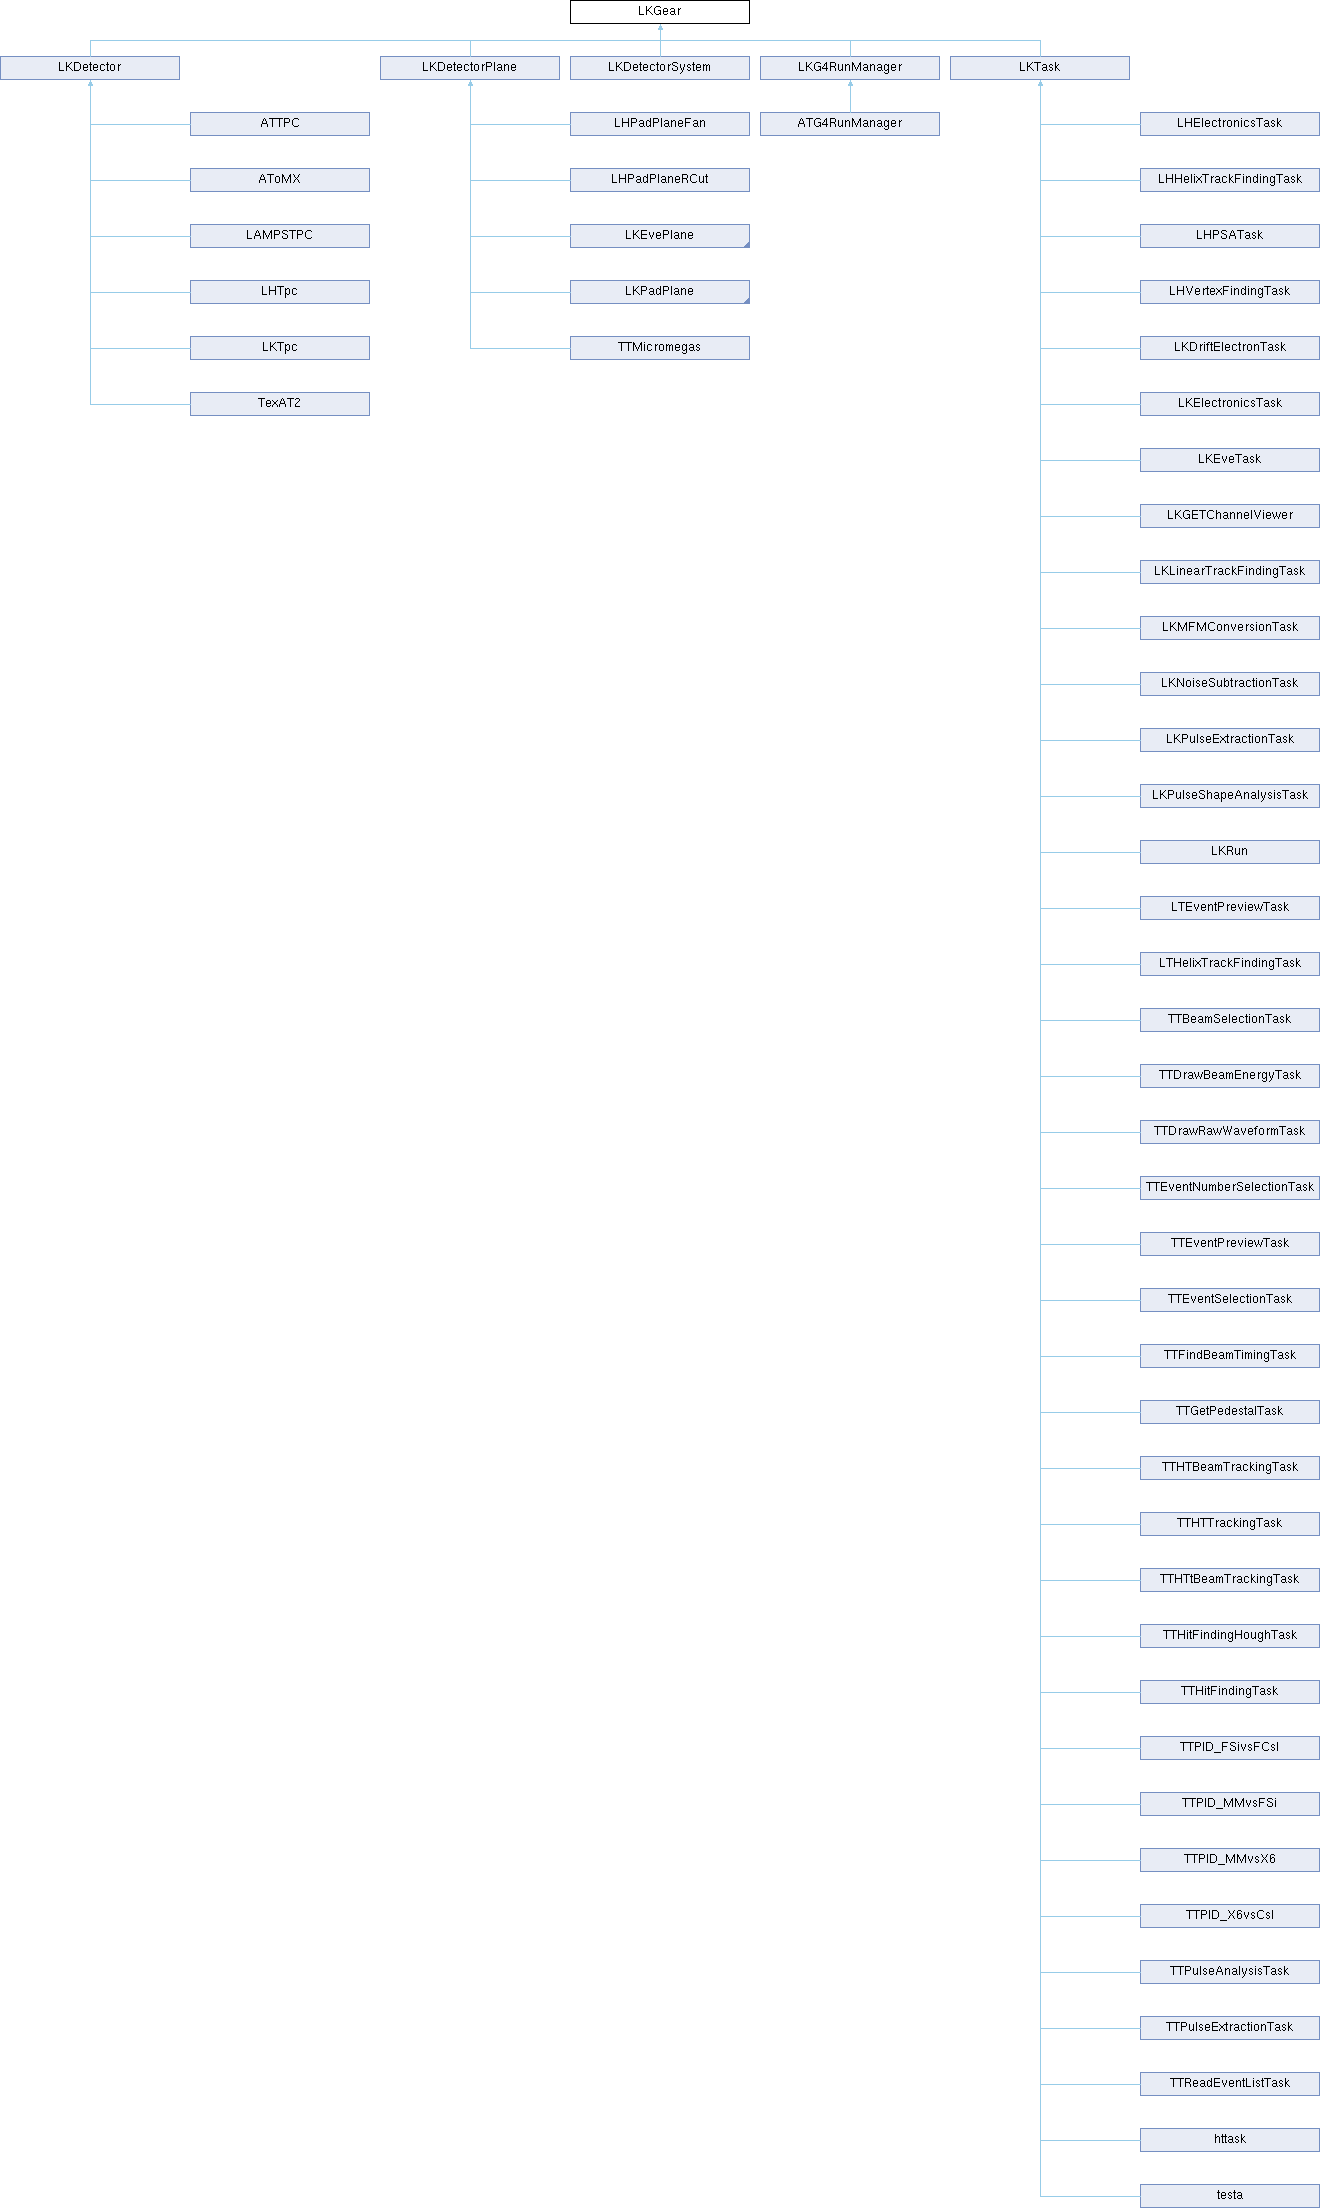 LKGear
LKDetector
LKDetectorPlane
LKDetectorSystem
LKG4RunManager
LKTask
ATTPC
LHPadPlaneFan
ATG4RunManager
LHElectronicsTask
AToMX
LHPadPlaneRCut
LHHelixTrackFindingTask
LAMPSTPC
LKEvePlane
LHPSATask
LHTpc
LKPadPlane
LHVertexFindingTask
LKTpc
TTMicromegas
LKDriftElectronTask
TexAT2
LKElectronicsTask
LKEveTask
LKGETChannelViewer
LKLinearTrackFindingTask
LKMFMConversionTask
LKNoiseSubtractionTask
LKPulseExtractionTask
LKPulseShapeAnalysisTask
LKRun
LTEventPreviewTask
LTHelixTrackFindingTask
TTBeamSelectionTask
TTDrawBeamEnergyTask
TTDrawRawWaveformTask
TTEventNumberSelectionTask
TTEventPreviewTask
TTEventSelectionTask
TTFindBeamTimingTask
TTGetPedestalTask
TTHTBeamTrackingTask
TTHTTrackingTask
TTHTtBeamTrackingTask
TTHitFindingHoughTask
TTHitFindingTask
TTPID_FSivsFCsI
TTPID_MMvsFSi
TTPID_MMvsX6
TTPID_X6vsCsI
TTPulseAnalysisTask
TTPulseExtractionTask
TTReadEventListTask
httask
testa